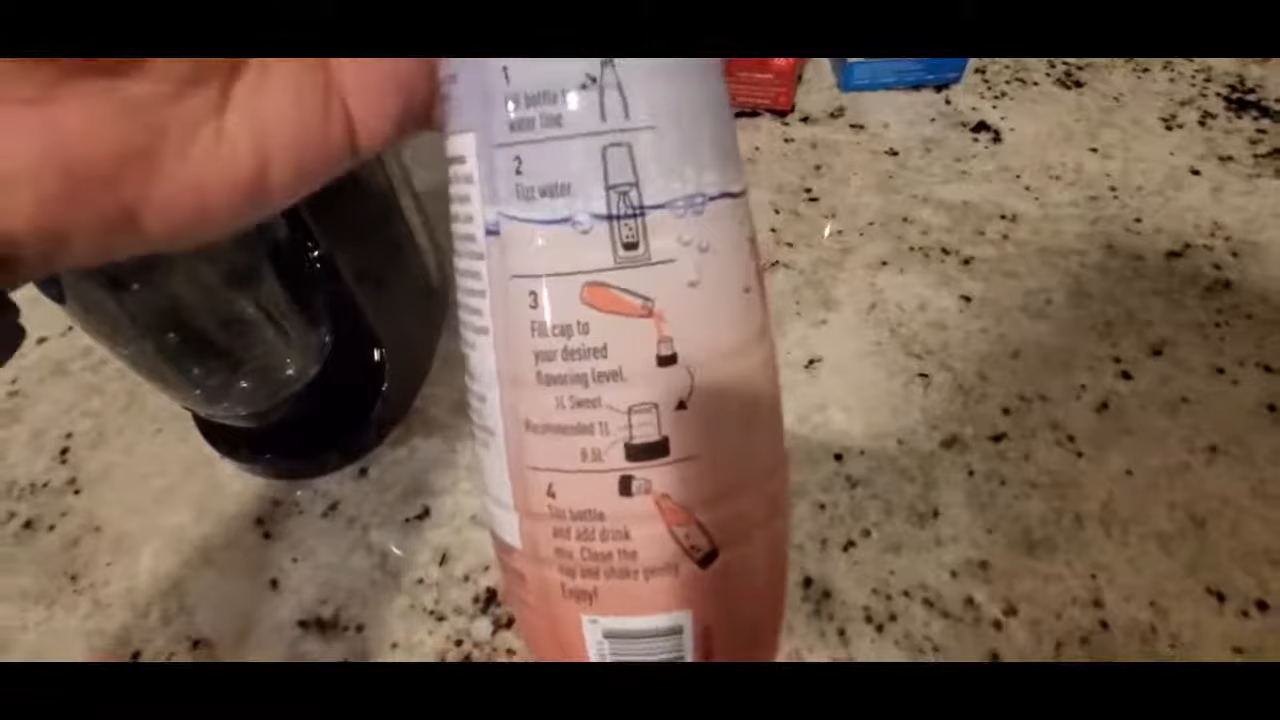 1
Fill bottle to
water line
2
Fizz water
3
Fill cap to
your desired
flavoring level.
1L Sweet
Recommended 1L
0.5L
4
Tilt bottle
and add drink
mix. Close the
cap and shake gently
Enjoy!